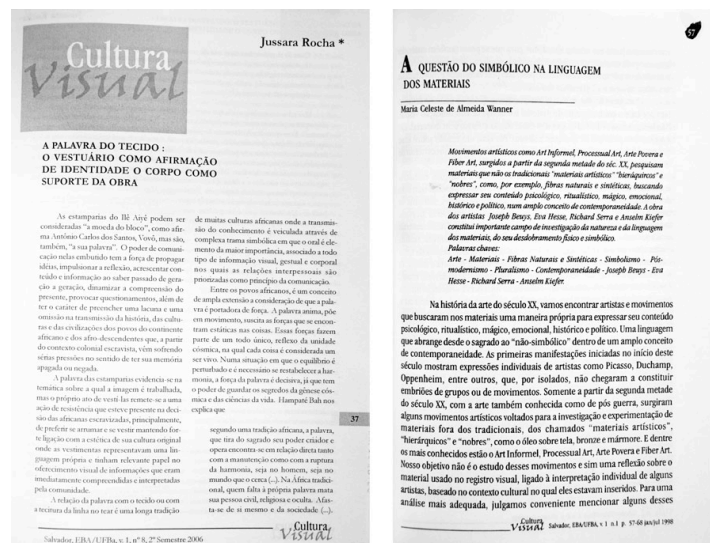 Cultura
Visual
Jussara Rocha *
A PALAVRA DO TECIDO :
O VESTUÁRIO COMO AFIRMAÇÃO
DE IDENTIDADE O CORPO COMO
SUPORTE DA OBRA
As estamparias do Ilê Aiyê podem ser
consideradas “a moeda do bloco”, como afir-
ma Antônio Carlos dos Santos, Vovô, mas são,
também, “a sua palavra”. O poder de comuni-
cação nelas embutido tem a força de propagar
idéias, impulsionar a reflexão, acrescentar con-
teúdo e informação ao saber passado de gera-
ção a geração, dinamizar a compreensão do
presente, provocar questionamentos, além de
ter o caráter de preencher uma lacuna e uma
omissão na transmissão da história, das cultu-
ras e das civilizações dos povos do continente
africano e dos afro-descendentes que, a partir
do contexto colonial escravista, vêm sofrendo
sérias pressões no sentido de ter sua memória
apagada ou negada.
A palavra das estamparias evidencia-se na
temática sobre a qual a imagem é trabalhada,
mas o próprio ato de vestí-las remete-se a uma
ação de resistência que esteve presente na deci-
são das africanas escravizadas, principalmente,
de preferir se arrumar e se vestir mantendo for-
te ligação com a estética de sua cultura original
onde as vestimentas representavam uma lin-
guagem própria e tinham relevante papel no
oferecimento visual de informações que eram
imediatamente compreendidas e interpretadas
pela comunidade.
A relação da palavra com o tecido ou com
a tecitura da linha no tear é uma longa tradição
de muitas culturas africanas onde a transmis-
são do conhecimento é veiculada através de
complexa trama simbólica em que o oral é ele-
mento da maior importância, associado a todo
tipo de informação visual, gestual e corporal
nos quais as relações interpessoais são
priorizadas como princípio da comunicação.
Entre os povos africanos, é um conceito
de ampla extensão a consideração de que a pala-
vra é portadora de força. A palavra anima, põe
em movimento, suscita as forças que se encon-
tram estáticas nas coisas. Essas forças fazem
parte de um todo único, reflexo da unidade
cósmica, na qual cada coisa é considerada um
ser vivo. Numa situação em que o equilíbrio é
perturbado e é necessário se restabelecer a har-
monia, a força da palavra é decisiva, já que tem
o poder de guardar os segredos da gênese cós-
mica e das ciências da vida. Hampaté Bah nos
explica que
segundo uma tradição africana, a palavra,
que tira do sagrado seu poder criador e
opera encontra-se em relação direta tanto
com a manutenção como com a ruptura
da harmonia, seja no homem, seja no
mundo que o cerca (...). Na África tradici-
onal, quem falta à própria palavra mata
sua pessoa civil, religiosa e oculta. Afas-
ta-se de si mesmo e da sociedade (...).
37
Salvador, EBA/UFBa, v. 1, nº 8, 2º Semestre 2006
Cultura
Visual
57
A QUESTÃO DO SIMBÓLICO NA LINGUAGEM
DOS MATERIAIS
Maria Celeste de Almeida Wanner
Movimentos artísticos como Art Informel, Processual Art, Arte Povera e
Fiber Art, surgidos a partir da segunda metade do séc. XX, pesquisam
materiais que não os tradicionais "materiais artísticos" "hierárquicos" e
"nobres", como, por exemplo, fibras naturais e sintéticas, buscando
expressar seu conteúdo psicológico, ritualístico, mágico, emocional,
histórico e político, num amplo conceito de contemporaneidade. A obra
dos artistas Joseph Beuys, Eva Hesse, Richard Serra e Anselm Kiefer
constitui importante campo de investigação da natureza e da linguagem
dos materiais, do seu desdobramento físico e simbólico.
Palavras chaves:
Arte - Materiais - Fibras Naturais e Sintéticas - Simbolismo - Pós-
modernismo - Pluralismo - Contemporaneidade - Joseph Beuys - Eva
Hesse - Richard Serra - Anselm Kiefer.
Na história da arte do século XX, vamos encontrar artistas e movimentos
que buscaram nos materiais uma maneira própria para expressar seu conteúdo
psicológico, ritualístico, mágico, emocional, histórico e político. Uma linguagem
que abrange desde o sagrado ao “não-simbólico” dentro de um amplo conceito
de contemporaneidade. As primeiras manifestações iniciadas no início deste
século mostram expressões individuais de artistas como Picasso, Duchamp,
Oppenheim, entre outros, que, por isolados, não chegaram a constituir
embriões de grupos ou de movimentos. Somente a partir da segunda metade
do século XX, com a arte também conhecida como de pós guerra, surgiram
alguns movimentos artísticos voltados para a investigação e experimentação de
materiais fora dos tradicionais, dos chamados "materiais artísticos",
"hierárquicos" e "nobres", como o óleo sobre tela, bronze e mármore. E dentre
os mais conhecidos estão o Art Informel, Processual Art, Arte Povera e Fiber Art.
Nosso objetivo não é o estudo desses movimentos e sim uma reflexão sobre o
material usado no registro visual, ligado à interpretação individual de alguns
artistas, baseado no contexto cultural no qual eles estavam inseridos. Para uma
análise mais adequada, julgamos conveniente mencionar alguns desses
Cultura
Visual
Salvador, EBA/UFBA, v. 1 n.1 p. 57-68 jan/jul 1998